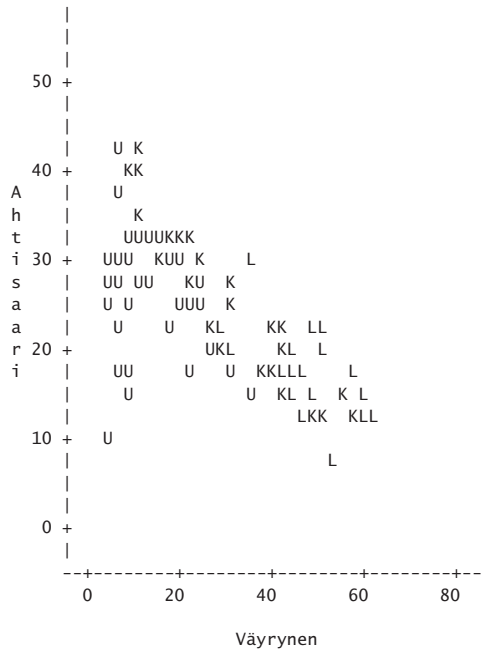 |
|
|
50 +
|
|
| U K
40 + KK
A | U
h | K
t | UUUUKKK
i 30 + UUU KUU K L
s | UU UU KU K
a | U U UUU K
a | U U KL KK LL
r 20 + UKL KL L
i | UU U U KKLLL L
| U U KL L K L
| LKK KLL
10 + U
| L
|
0 +
|
--+---------+---------+---------+---------+--
0 20 40 60 80
Väyrynen